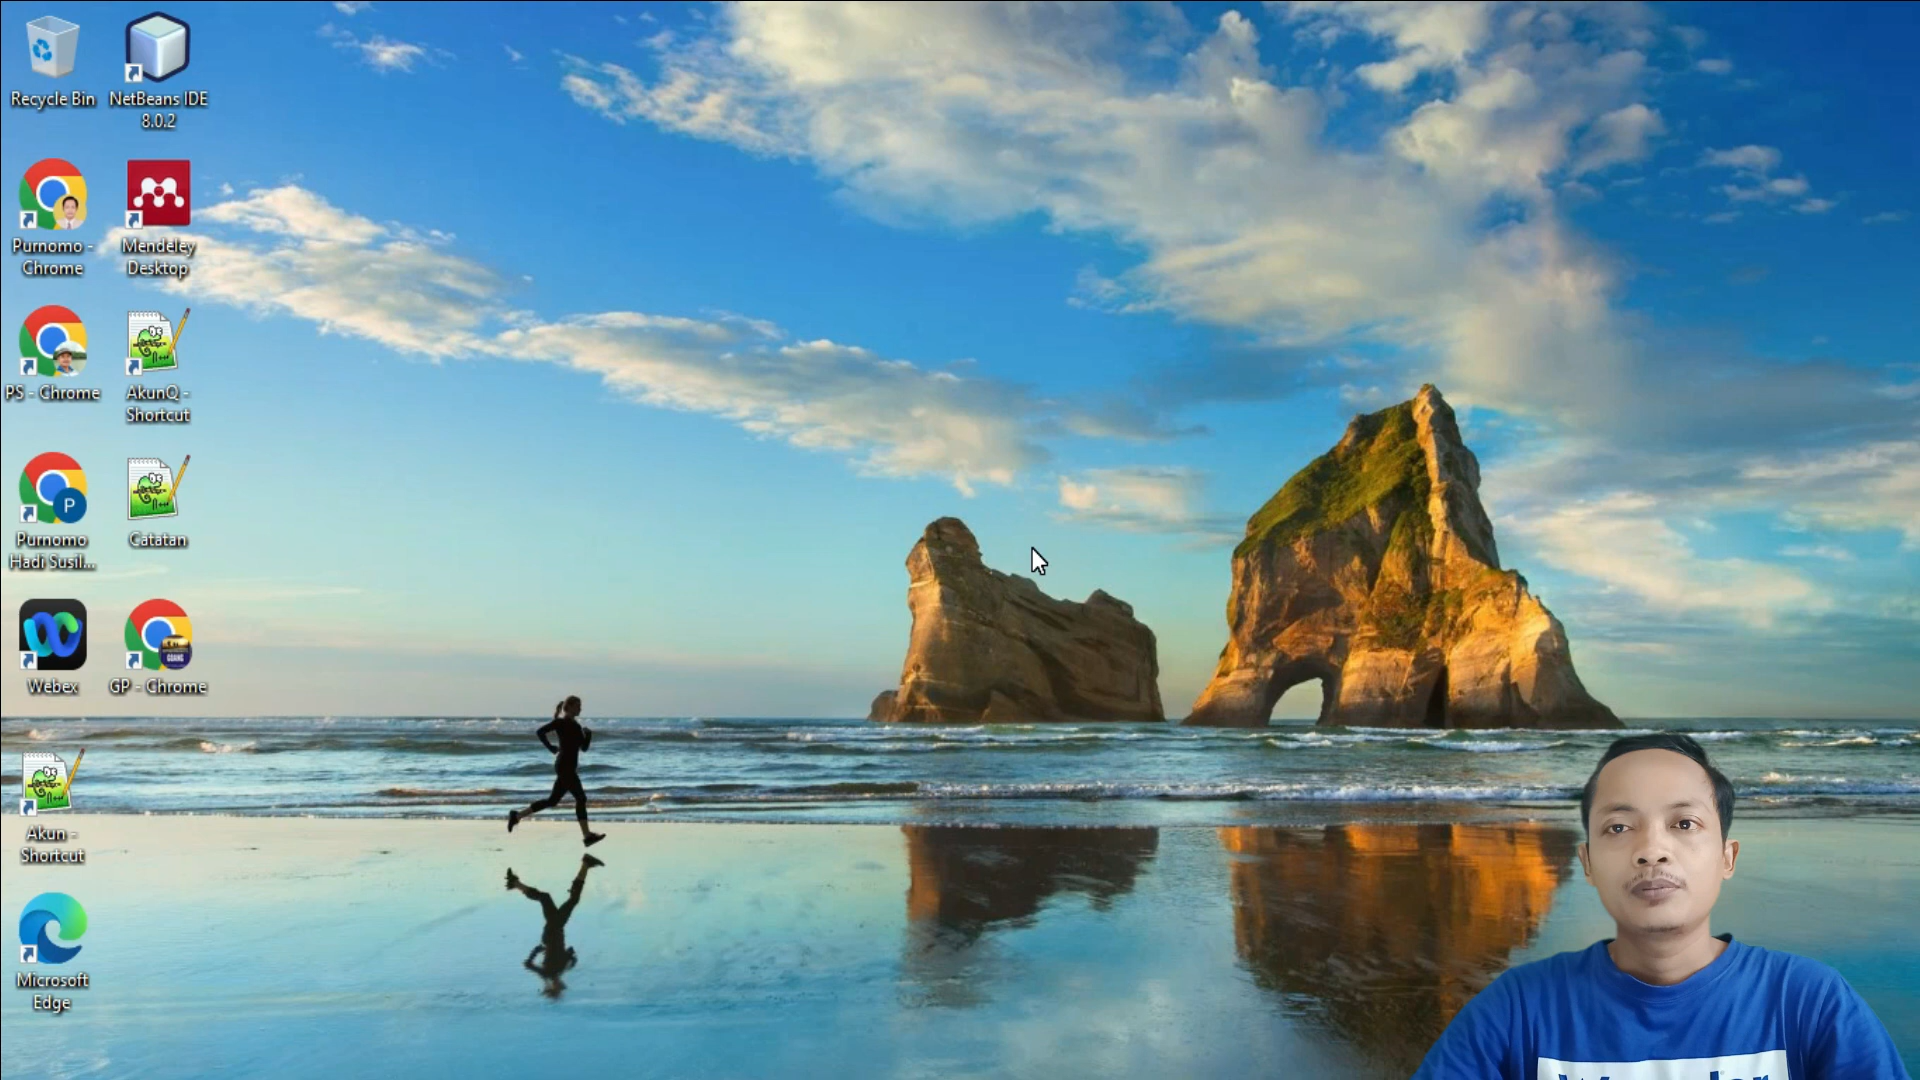 Recycle Bin
NetBeans IDE
8.0.2
Purnomo -
Chrome
Mendeley
Desktop
PS - Chrome
AkunQ -
Shortcut
P
Purnomo
Hadi Susil...
Catatan
Webex
GP - Chrome
Akun -
Shortcut
Microsoft
Edge